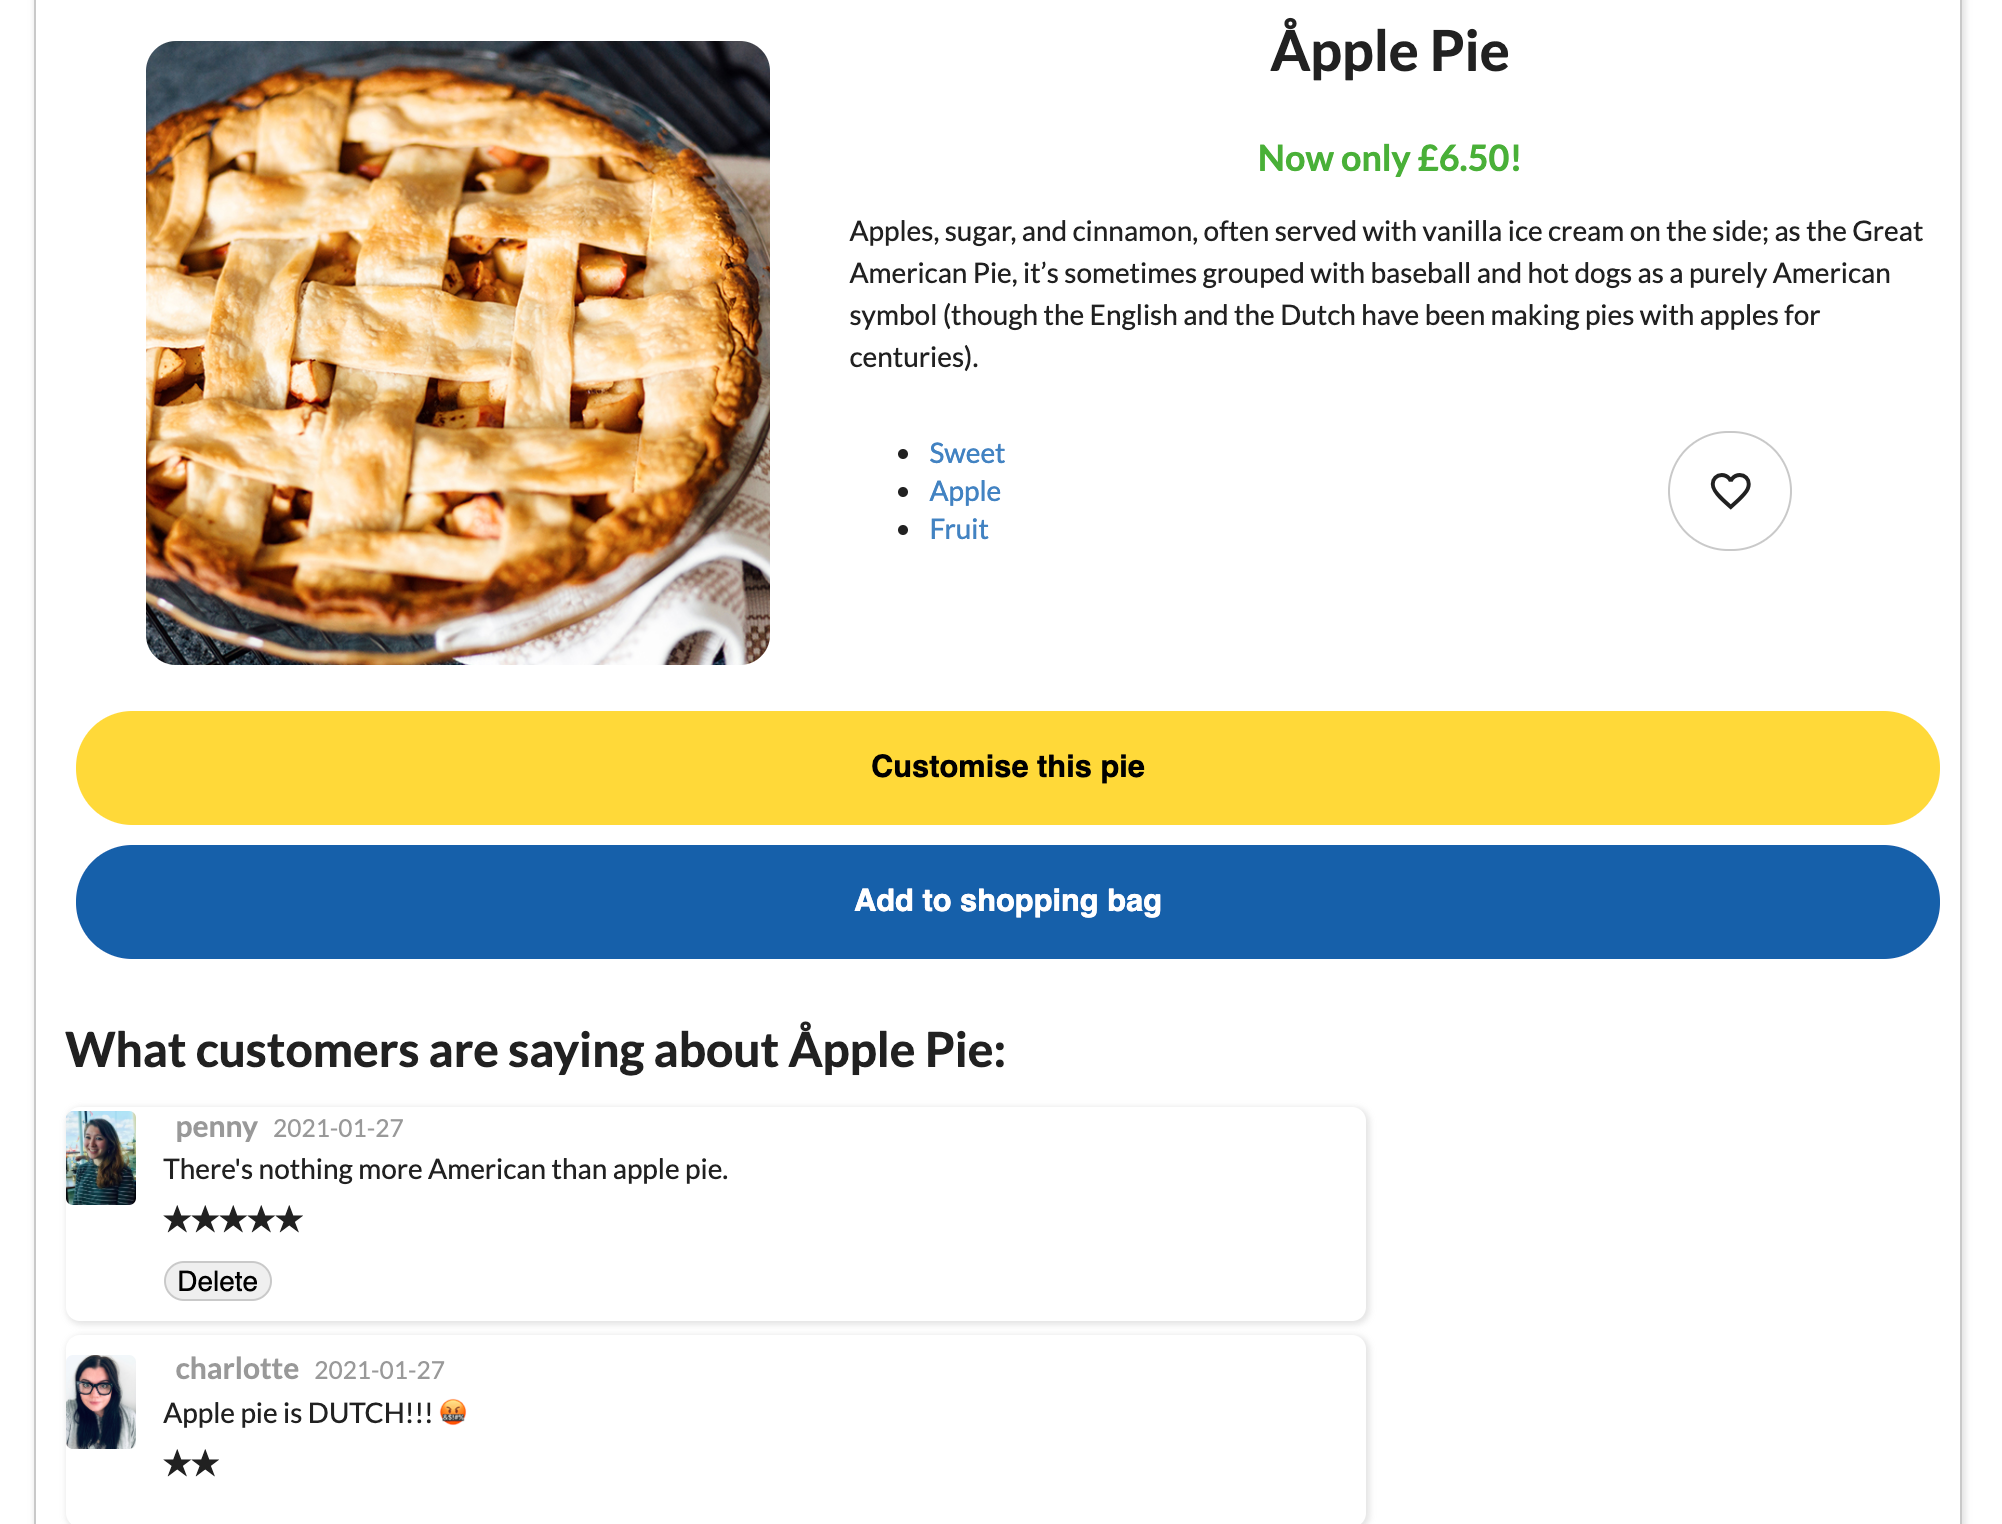 Åpple Pie
Now only £6.50!
Apples, sugar, and cinnamon, often served with vanilla ice cream on the side; as the Great
American Pie, it’s sometimes grouped with baseball and hot dogs as a purely American
symbol (though the English and the Dutch have been making pies with apples for
centuries).
Sweet
Apple
Fruit
Customise this pie
Add to shopping bag
What customers are saying about Åpple Pie:
penny 2021-01-27
There's nothing more American than apple pie.
★★★★★
Delete
charlotte 2021-01-27
Apple pie is DUTCH!!! 🤬
★★